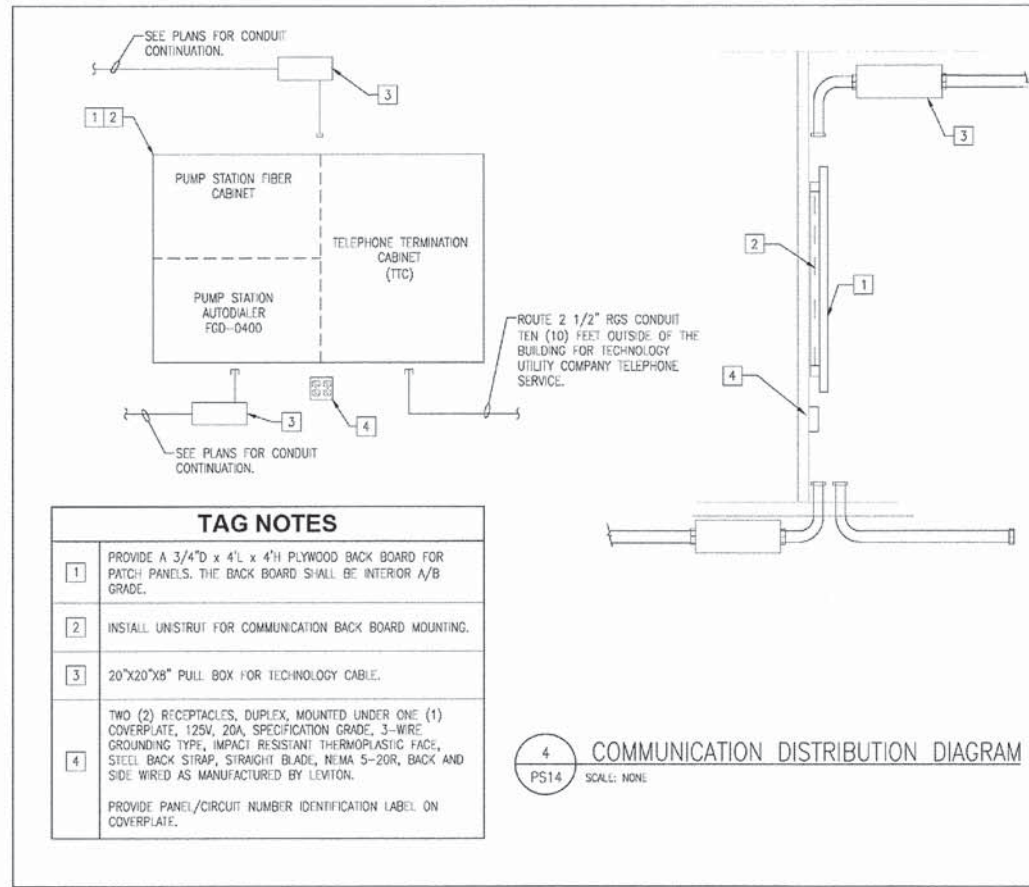 SEE PLANS FOR CONDUIT
CONTINUATION.
3
1 2
PUMP STATION FIBER
CABINET
TELEPHONE TERMINATION
CABINET
(TTC)
PUMP STATION
AUTODIALER
FGD-0400
ROUTE 2 1/2" RGS CONDUIT
TEN (10) FEET OUTSIDE OF THE
BUILDING FOR TECHNOLOGY
UTILITY COMPANY TELEPHONE
SERVICE.
3
4
SEE PLANS FOR CONDUIT
CONTINUATION.
3
2
1
4
TAG NOTES
1
PROVIDE A 3/4"D x 4'L x 4'H PLYWOOD BACK BOARD FOR
PATCH PANELS. THE BACK BOARD SHALL BE INTERIOR A/B
GRADE.
2
INSTALL UNISTRUT FOR COMMUNICATION BACK BOARD MOUNTING.
3
20"X20"X8" PULL BOX FOR TECHNOLOGY CABLE.
4
TWO (2) RECEPTACLES, DUPLEX, MOUNTED UNDER ONE (1)
COVERPLATE, 125V, 20A, SPECIFICATION GRADE, 3-WIRE
GROUNDING TYPE, IMPACT RESISTANT THERMOPLASTIC FACE,
STEEL BACK STRAP, STRAIGHT BLADE, NEMA 5-20R, BACK AND
SIDE WIRED AS MANUFACTURED BY LEVITON.
PROVIDE PANEL/CIRCUIT NUMBER IDENTIFICATION LABEL ON
COVERPLATE.
4
PS14
COMMUNICATION DISTRIBUTION DIAGRAM
SCALE: NONE